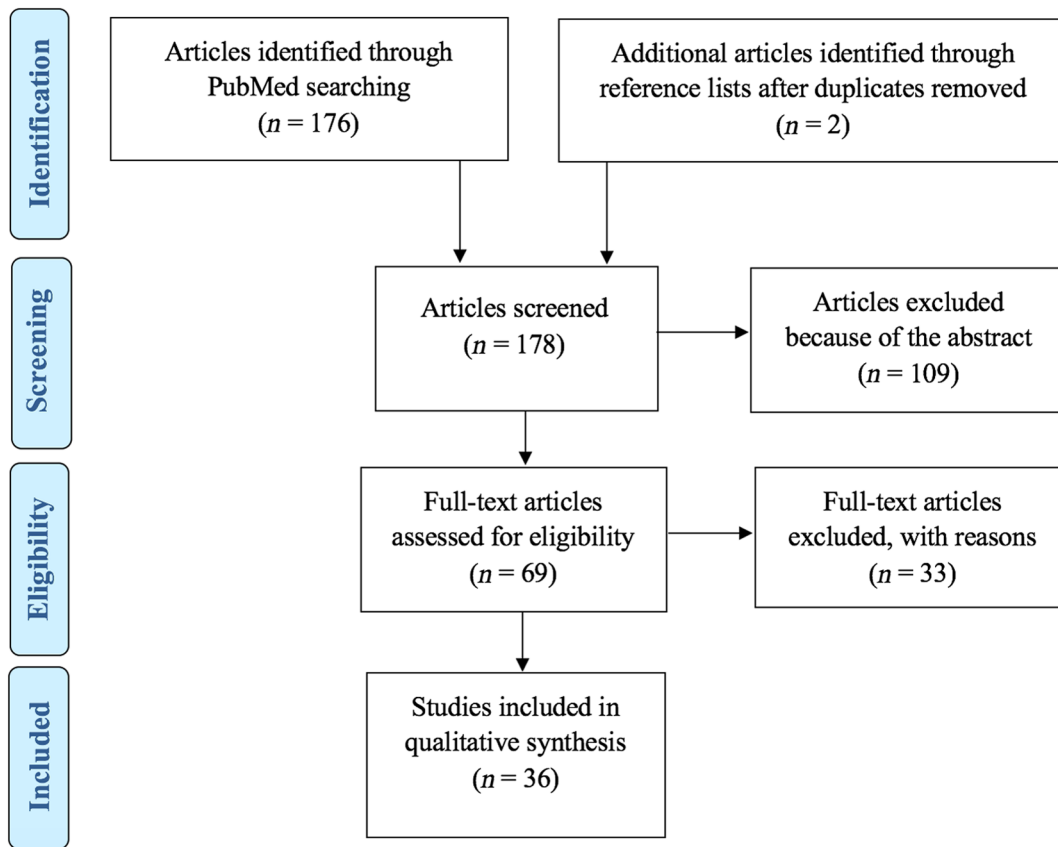 Identification
Articles identified through
PubMed searching
(n = 176)
Additional articles identified through
reference lists after duplicates removed
(n = 2)
Screening
Articles screened
(n = 178)
Articles excluded
because of the abstract
(n = 109)
Eligibility
Full-text articles
assessed for eligibility
(n = 69)
Full-text articles
excluded, with reasons
(n = 33)
Included
Studies included in
qualitative synthesis
(n = 36)